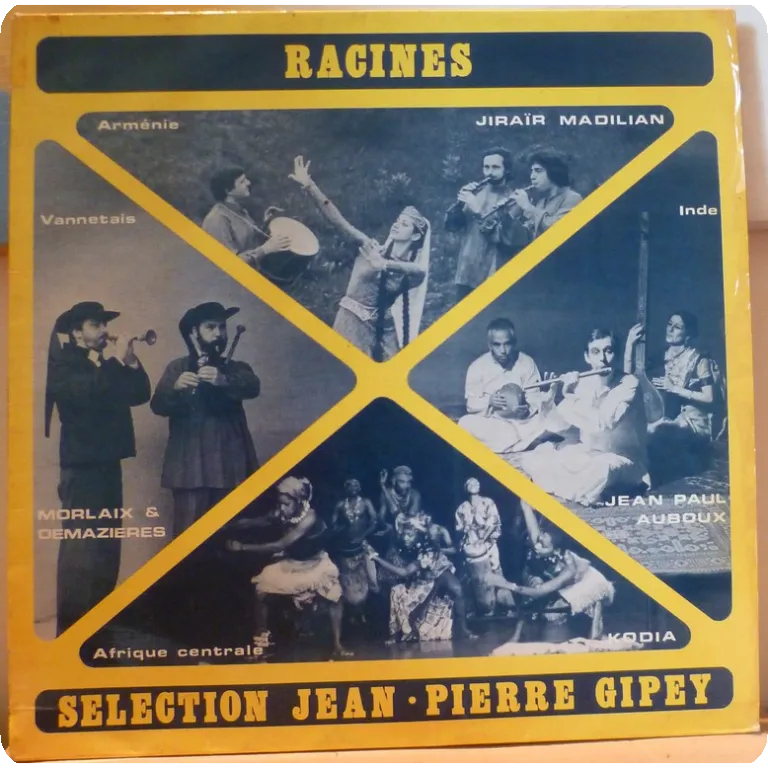 RACINES
Arménie
JIRAÏR MADILIAN
Vannetais
Inde
MORLAIX &
DEMAZIERES
JEAN PAUL
AUBOUX
Afrique centrale
KODIA
SELECTION JEAN·PIERRE GIPEY